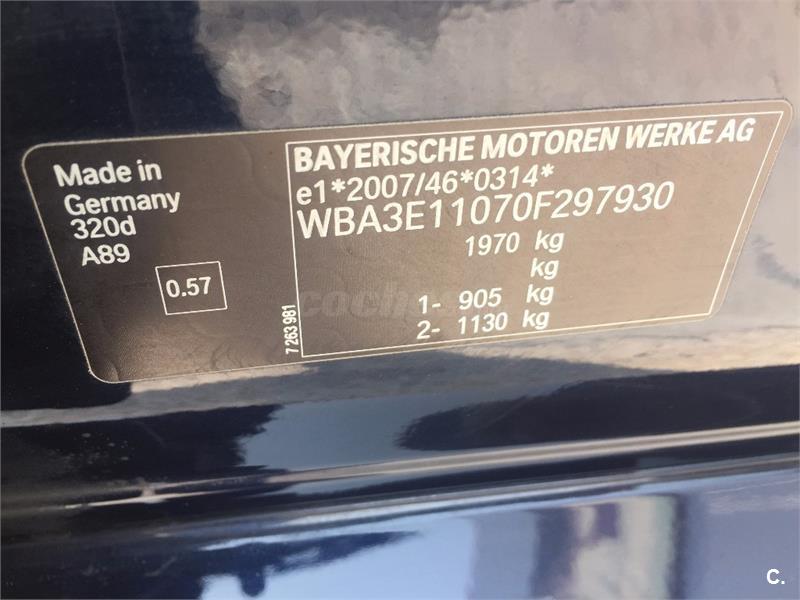 Made in
Germany
320d
A89
0.57
7 263 981
BAYERISCHE MOTOREN WERKE AG
e1*2007/46*0314*
WBA3E11070F297930
1970 kg
kg
1- 905 kg
2- 1130 kg
C.